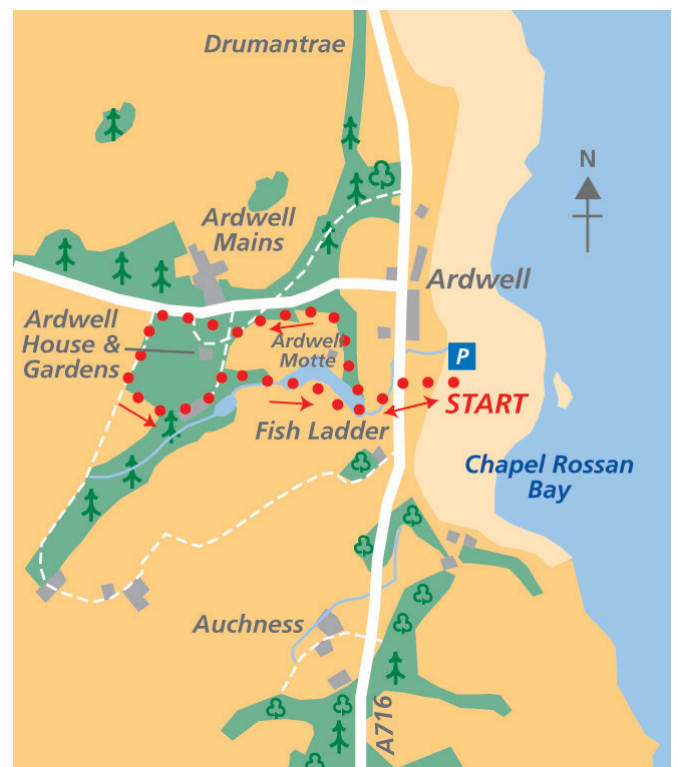 Drumantrae
N
Ardwell
Mains
Ardwell
Ardwell
House &
Gardens
Ardwell
Motte
P
START
Fish Ladder
Chapel Rossan
Bay
Auchness
A716